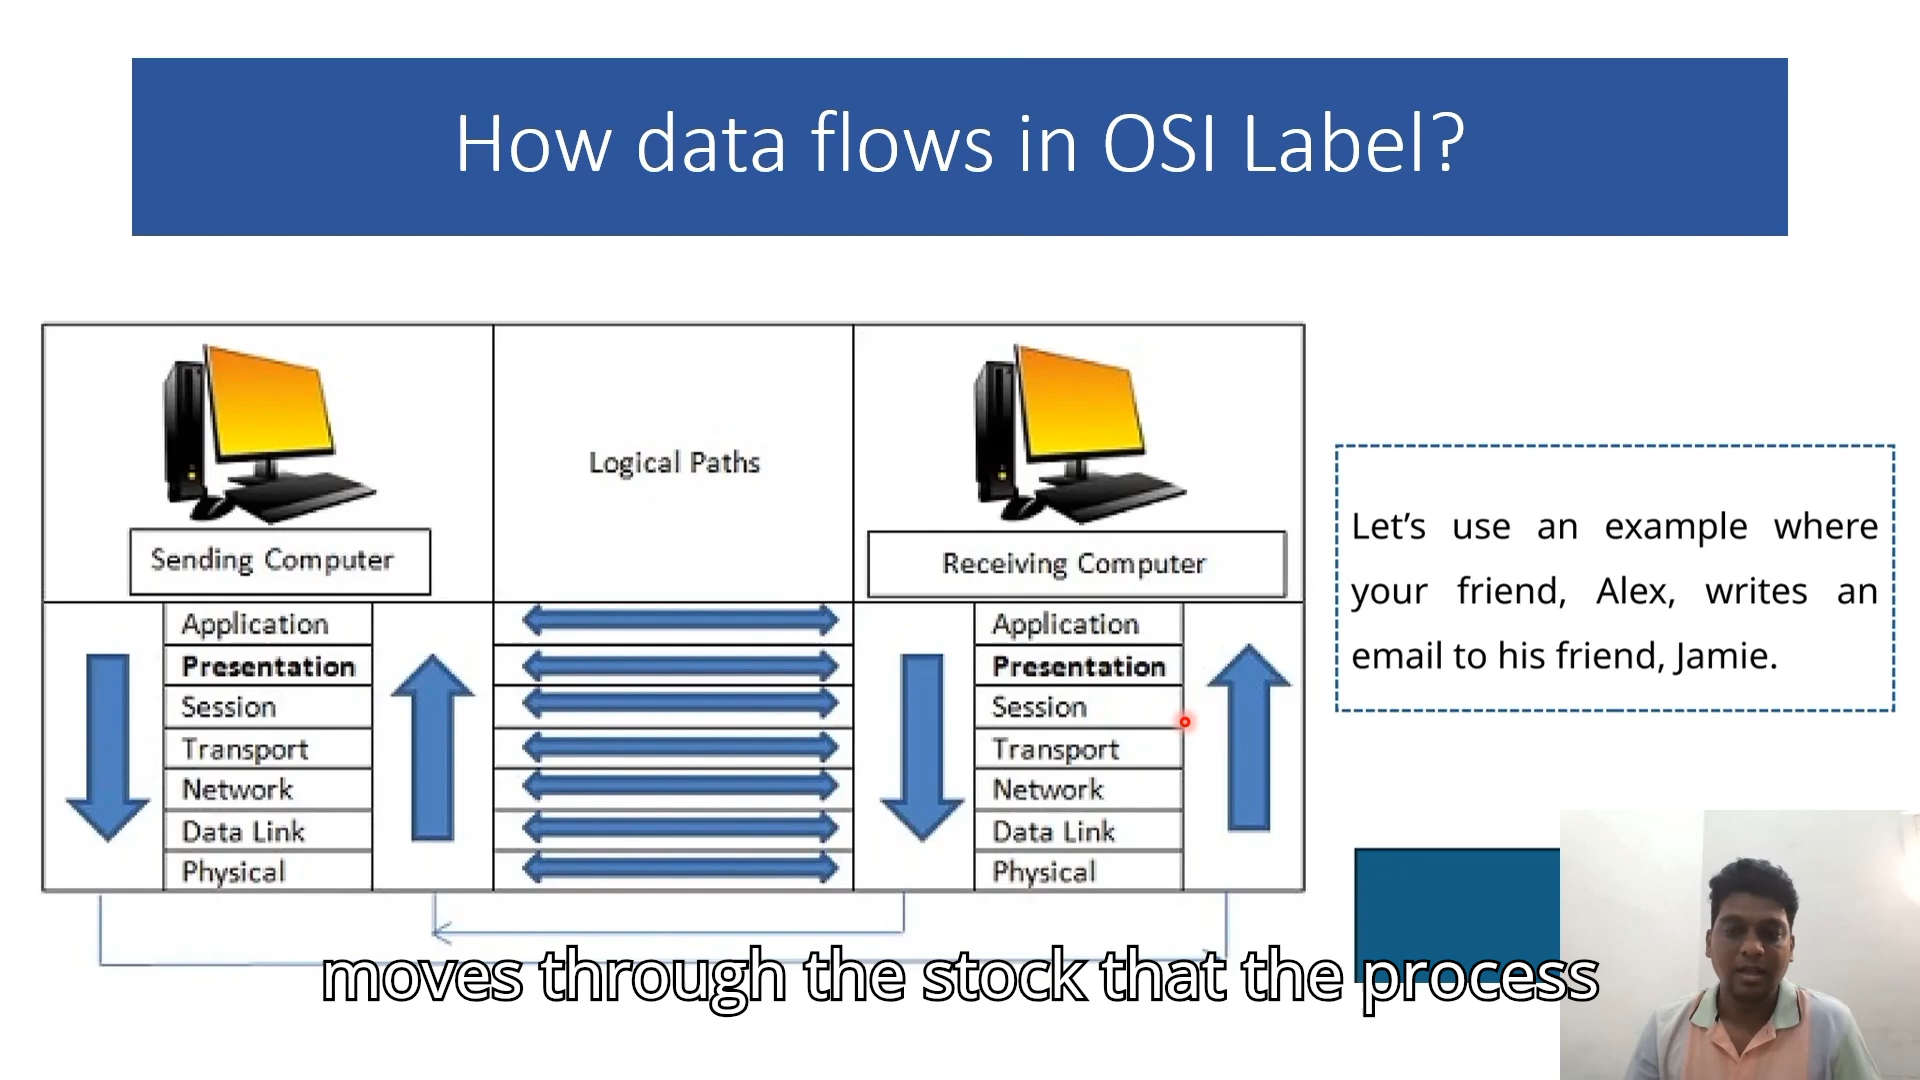 How data flows in OSI Label?
Logical Paths
Sending Computer
Receiving Computer
Application
Presentation
Session
Transport
Network
Data Link
Physical
Application
Presentation
Session
Transport
Network
Data Link
Physical
Let’s use an example where
your friend, Alex, writes an
email to his friend, Jamie.
moves through the stock that the process